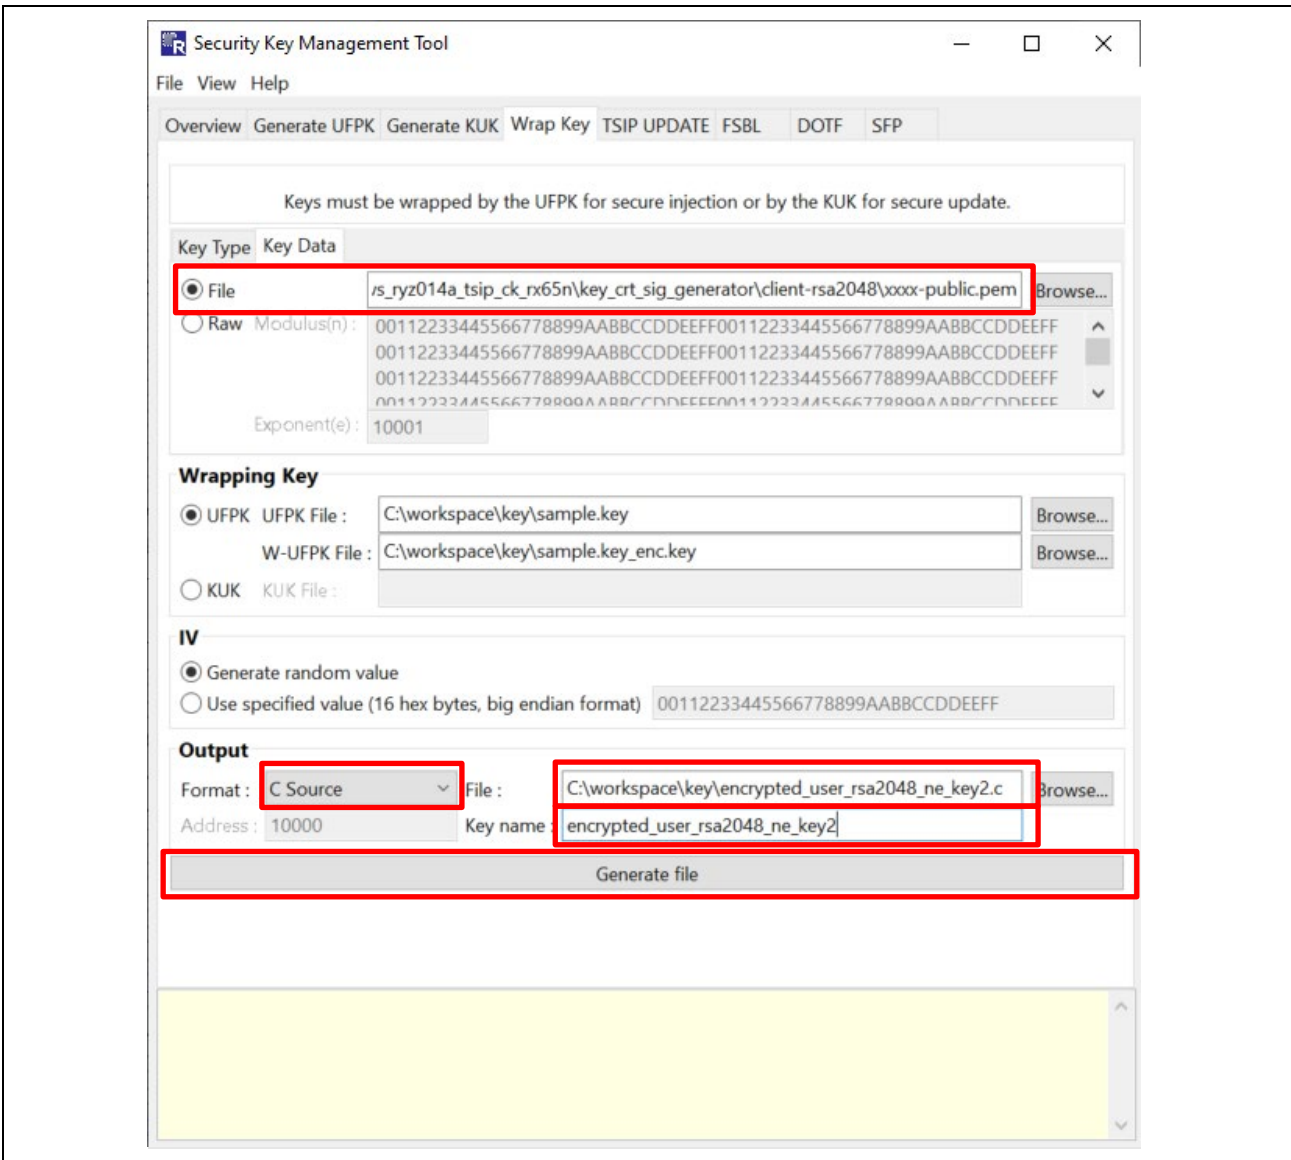 Security Key Management Tool
File View Help
Overview Generate UFPK Generate KUK Wrap Key TSIP UPDATE FSBL DOTF SFP
Keys must be wrapped by the UFPK for secure injection or by the KUK for secure update.
Key Type Key Data
File /s_ryz014a_tsip_ck_rx65n\key_crt_sig_generator\client-rsa2048\xxxx-public.pem Browse...
Raw Modulus(n) : 00112233445566778899AABBCCDDEEFF00112233445566778899AABBCCDDEEFF
00112233445566778899AABBCCDDEEFF00112233445566778899AABBCCDDEEFF
00112233445566778899AABBCCDDEEFF00112233445566778899AABBCCDDEEFF
00112233445566778899AABBCCDDEEFF00112233445566778899AABBCCDDEEFF
Exponent(e) : 10001
Wrapping Key
UFPK UFPK File : C:\workspace\key\sample.key Browse...
W-UFPK File : C:\workspace\key\sample.key_enc.key Browse...
KUK KUK File :
IV
Generate random value
Use specified value (16 hex bytes, big endian format) 00112233445566778899AABBCCDDEEFF
Output
Format : C Source File : C:\workspace\key\encrypted_user_rsa2048_ne_key2.c Browse...
Address : 10000 Key name : encrypted_user_rsa2048_ne_key2
Generate file